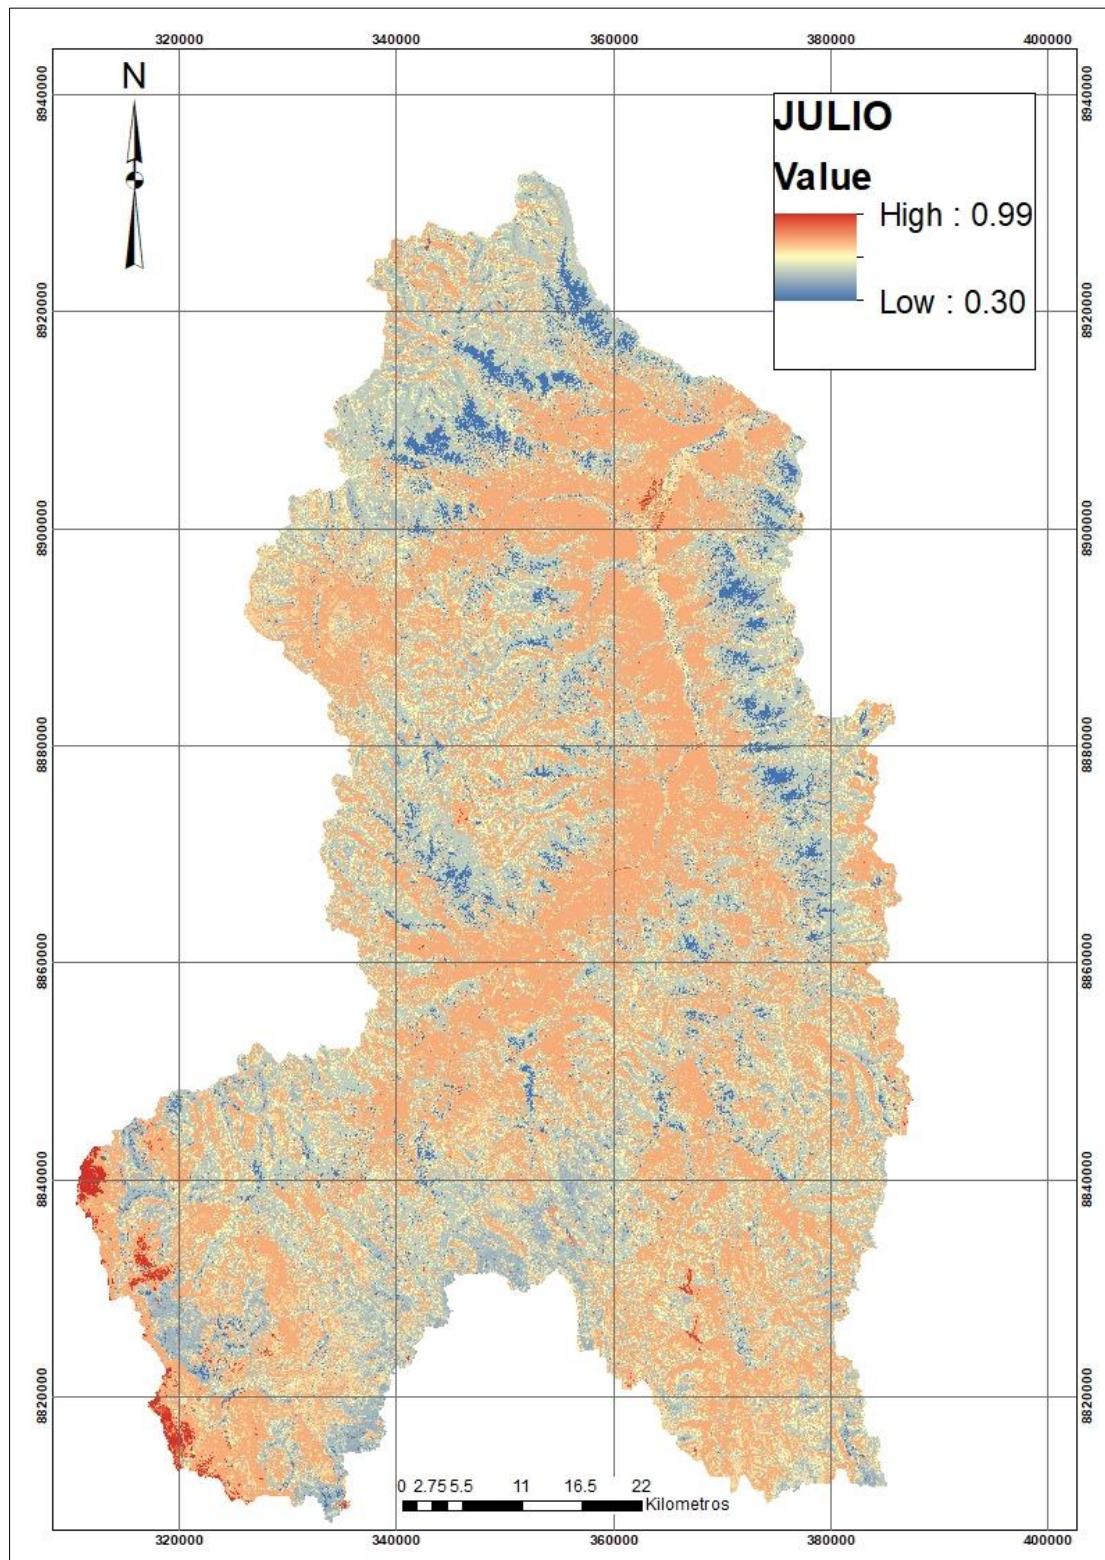 320000 340000 360000 380000 400000
N
8940000 8940000
JULIO
Value
High : 0.99
Low : 0.30
8920000 8920000
8900000 8900000
8880000 8880000
8860000 8860000
8840000 8840000
8820000 8820000
0 2.75 5.5 11 16.5 22
Kilometros
320000 340000 360000 380000 400000